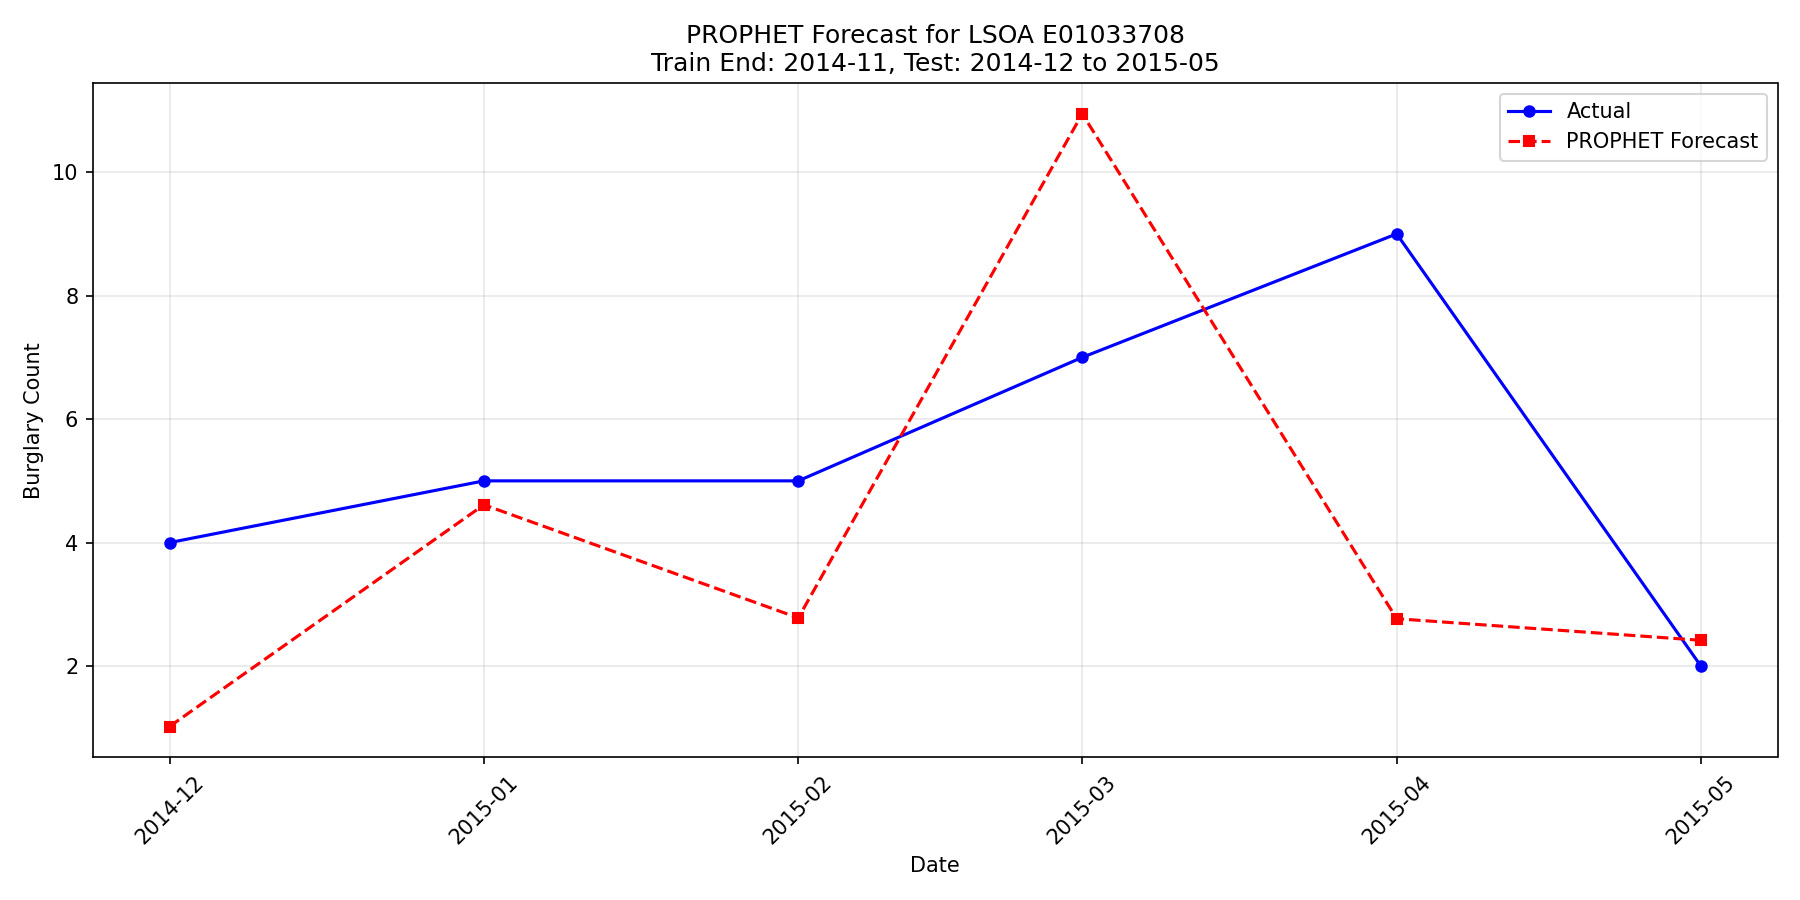 PROPHET Forecast for LSOA E01033708
Train End: 2014-11, Test: 2014-12 to 2015-05
Actual
PROPHET Forecast
Burglary Count
10
8
6
4
2
2014-12
2015-01
2015-02
2015-03
2015-04
2015-05
Date